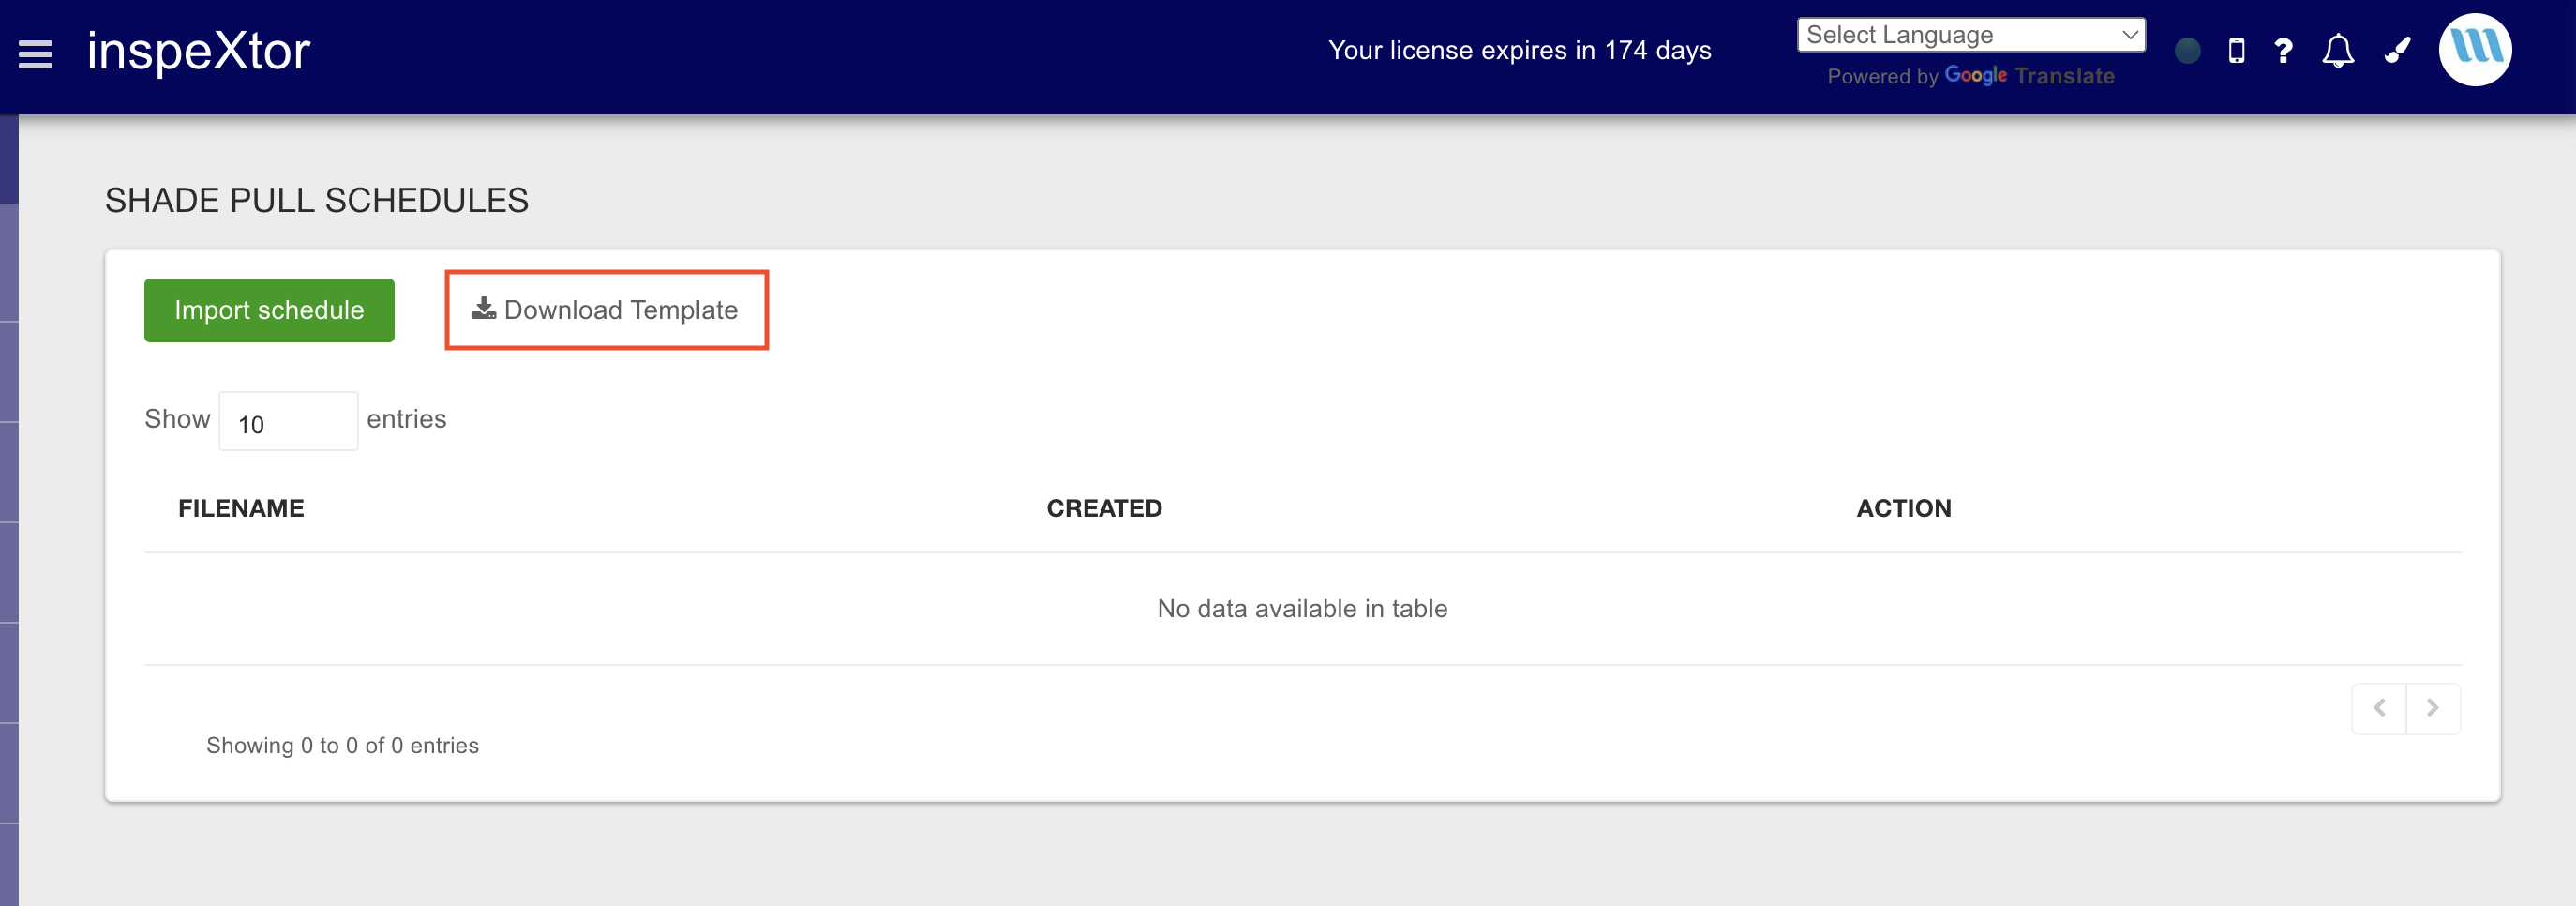 inspeXtor
Your license expires in 174 days
Select Language
Powered by Google Translate
SHADE PULL SCHEDULES
Import schedule
Download Template
Show 10 entries
FILENAME CREATED ACTION
No data available in table
Showing 0 to 0 of 0 entries